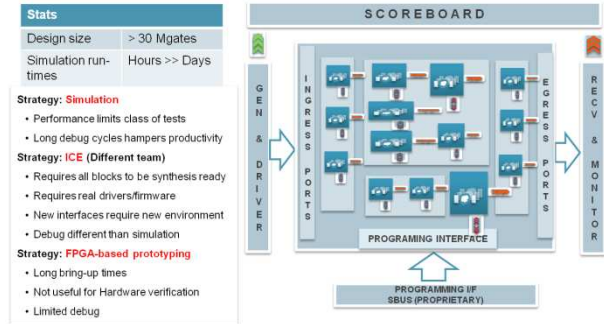 Stats
Design size > 30 Mgates
Simulation run-times Hours >> Days
Strategy: Simulation
• Performance limits class of tests
• Long debug cycles hampers productivity
Strategy: ICE (Different team)
• Requires all blocks to be synthesis ready
• Requires real drivers/firmware
• New interfaces require new environment
• Debug different than simulation
Strategy: FPGA-based prototyping
• Long bring-up times
• Not useful for Hardware verification
• Limited debug
SCOREBOARD
GEN & DRIVER
INGRESS PORTS
EGRESS PORTS
RECV & MONITOR
PROGRAMING INTERFACE
PROGRAMMING I/F
SBUS (PROPRIETARY)